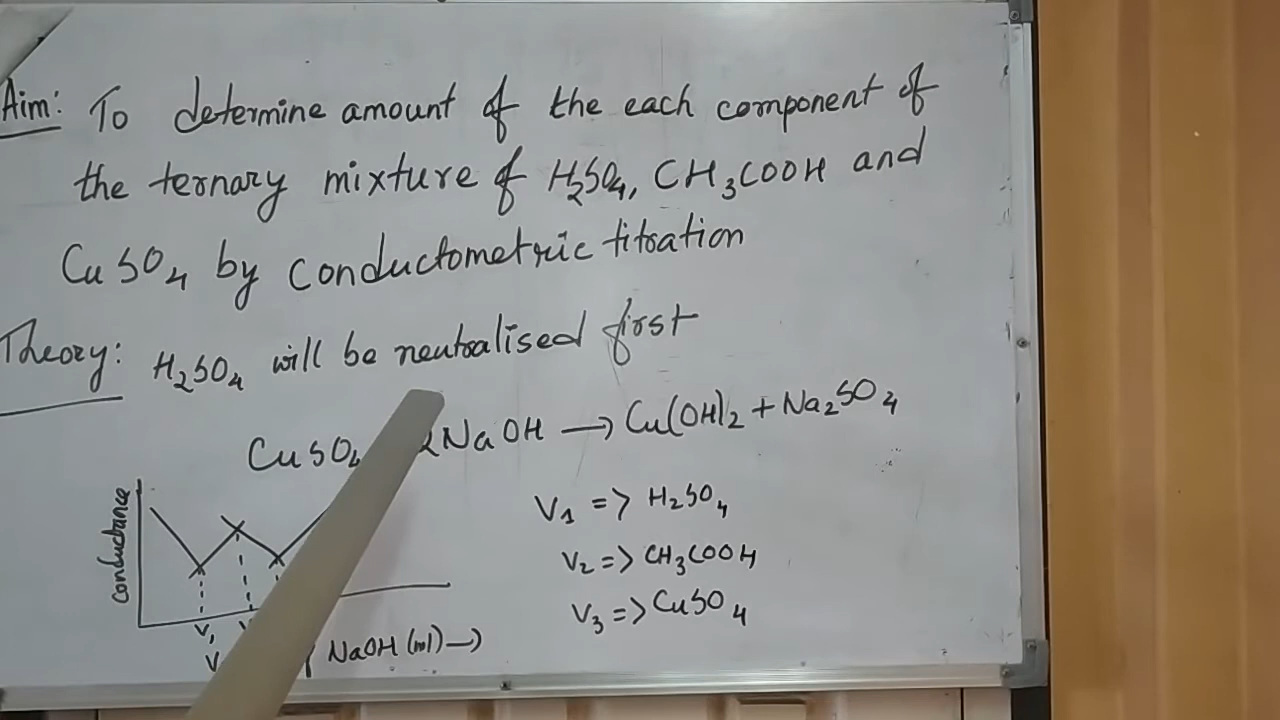 Aim: To determine amount of the each component of
the ternary mixture of H₂SO₄, CH₃COOH and
CuSO₄ by conductometric titration
Theory: H₂SO₄ will be neutralised first
CuSO₄ 2NaOH → Cu(OH)₂ + Na₂SO₄
V₁ => H₂SO₄
V₂ => CH₃COOH
V₃ => CuSO₄
conductance
V₁ V
V NaOH (ml) →